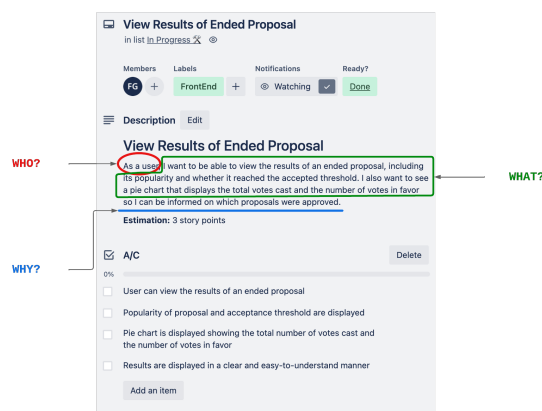 View Results of Ended Proposal
in list In Progress 🛠
Members
Labels
Notifications
Ready?
FG
+
FrontEnd
+
Watching
Done
Description
Edit
View Results of Ended Proposal
WHO?
As a user I want to be able to view the results of an ended proposal, including
its popularity and whether it reached the accepted threshold. I also want to see
WHAT?
a pie chart that displays the total votes cast and the number of votes in favor
so I can be informed on which proposals were approved.
Estimation: 3 story points
A/C
Delete
WHY?
0%
User can view the results of an ended proposal
Popularity of proposal and acceptance threshold are displayed
Pie chart is displayed showing the total number of votes cast and
the number of votes in favor
Results are displayed in a clear and easy-to-understand manner
Add an item